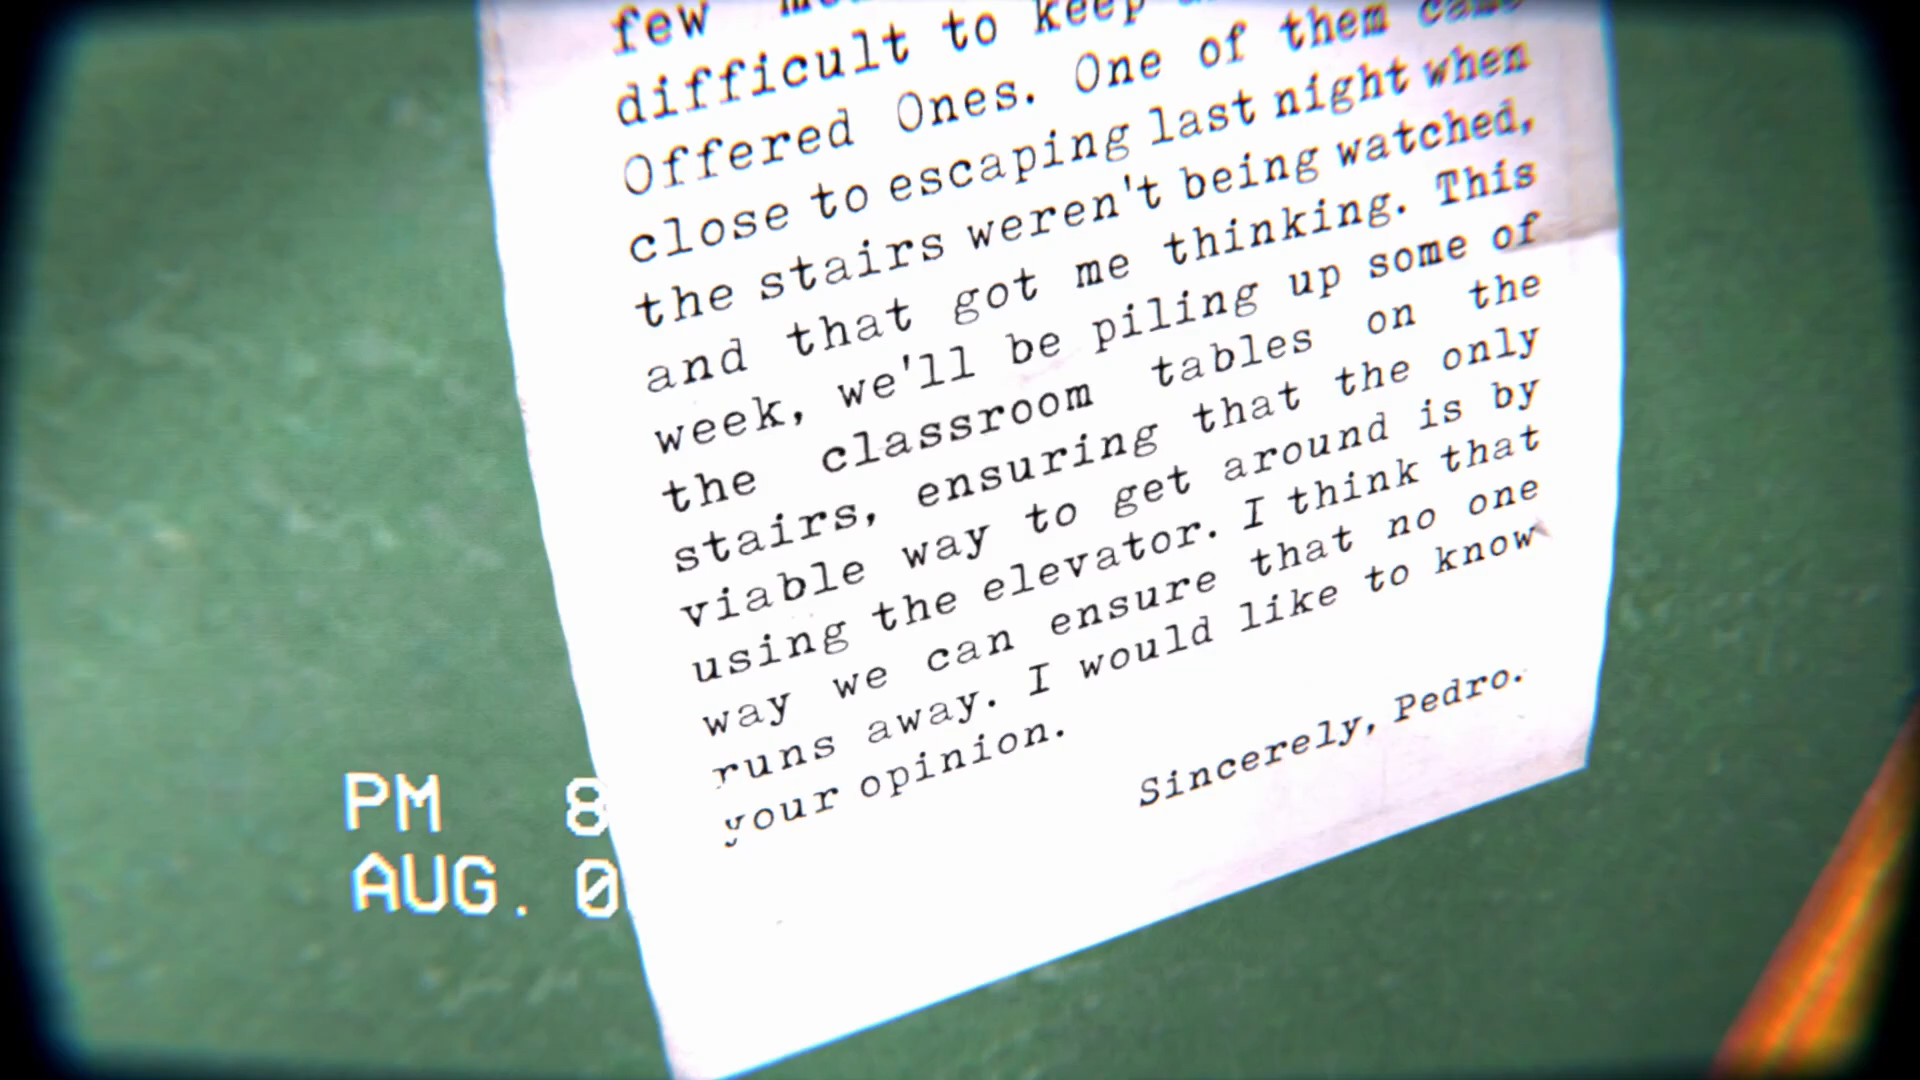 few
difficult to keep
Offered Ones. One of them came
close to escaping last night when
the stairs weren't being watched,
and that got me thinking. This
week, we'll be piling up some of
the classroom tables on the
stairs, ensuring that the only
viable way to get around is by
using the elevator. I think that
way we can ensure that no one
runs away. I would like to know
your opinion.
Sincerely, Pedro.
PM 8
AUG. 0